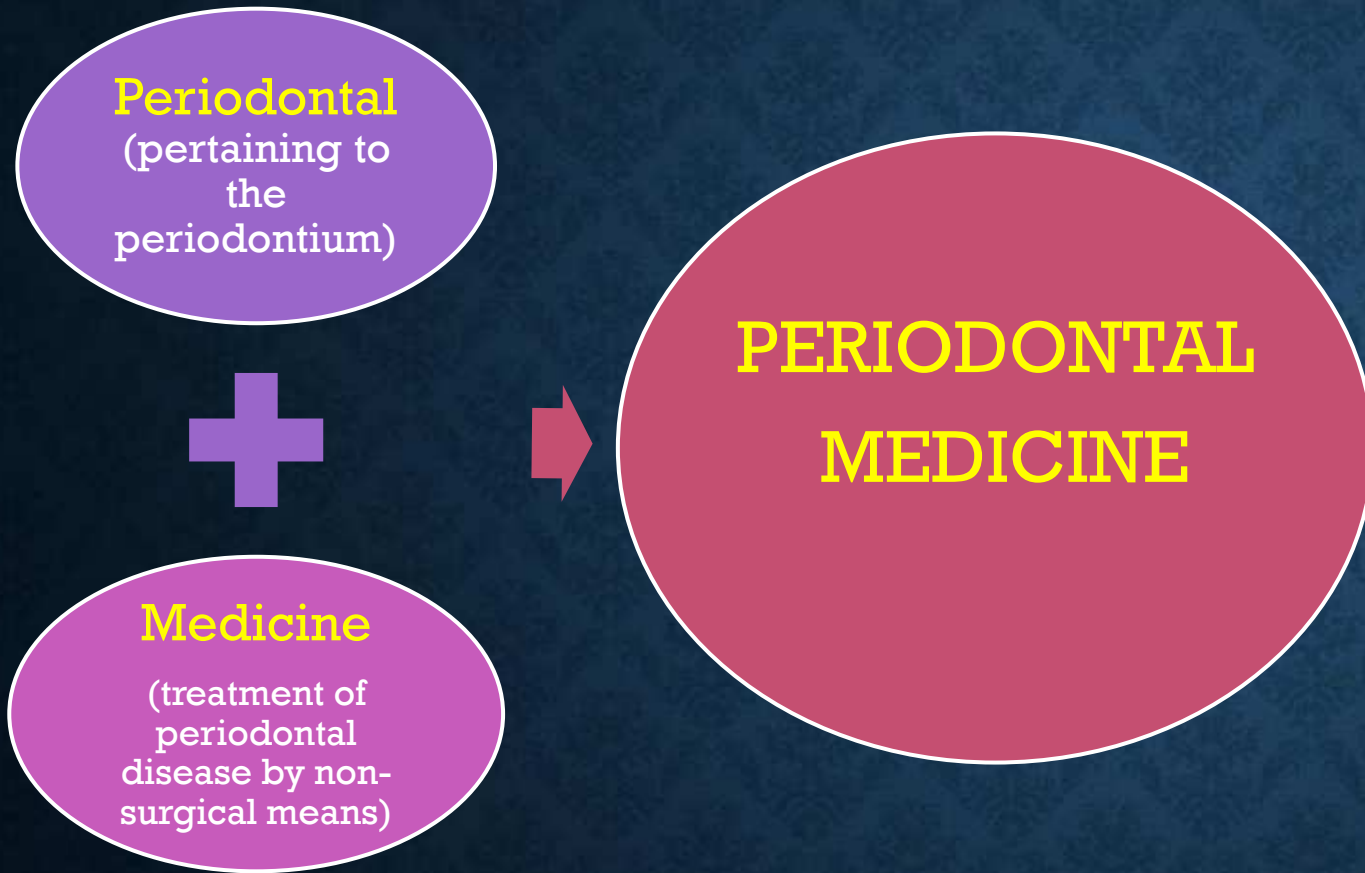 Periodontal
(pertaining to
the
periodontium)
Medicine
(treatment of
periodontal
disease by non-
surgical means)
PERIODONTAL
MEDICINE